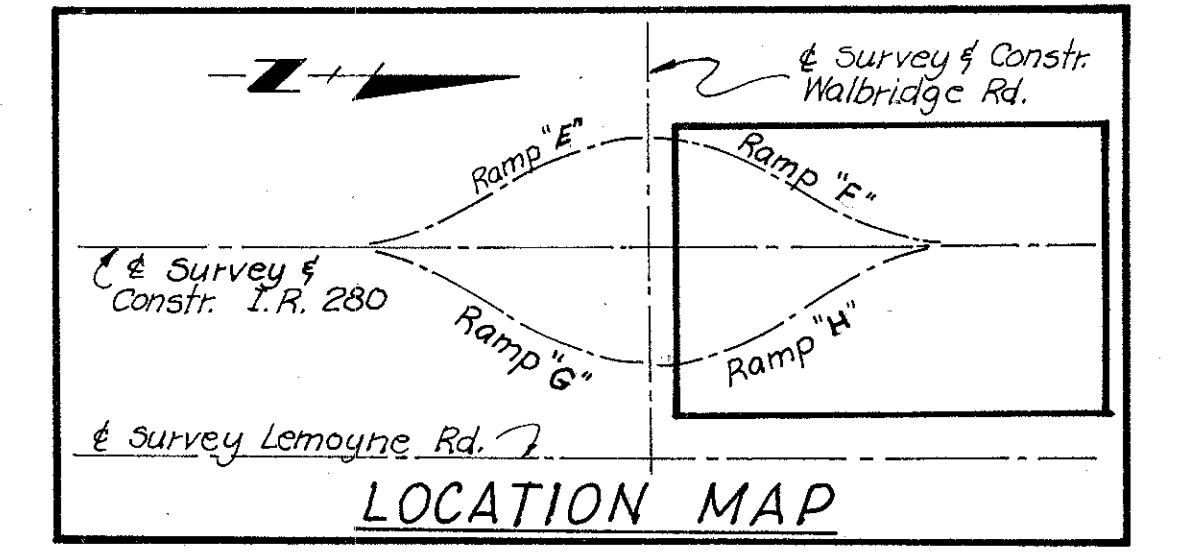 N
℄ Survey & Constr.
Walbridge Rd.
Ramp "E"
Ramp "F"
℄ Survey &
Constr. I.R. 280
Ramp "G"
Ramp "H"
℄ Survey Lemoyne Rd.
LOCATION MAP